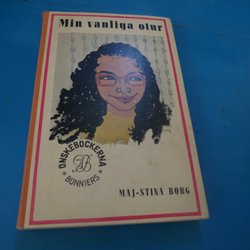 Min vanliga otur
ÖNSKEBÖCKERNA
B
BONNIERS
MAJ-STINA BORG